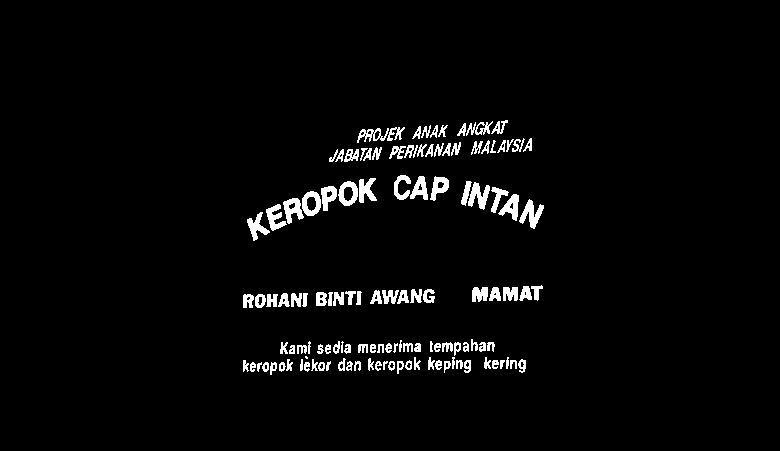 PROJEK ANAK ANGKAT
JABATAN PERIKANAN MALAYSIA
KEROPOK CAP INTAN
ROHANI BINTI AWANG MAMAT
Kami sedia menerima tempahan
keropok lekor dan keropok keping kering